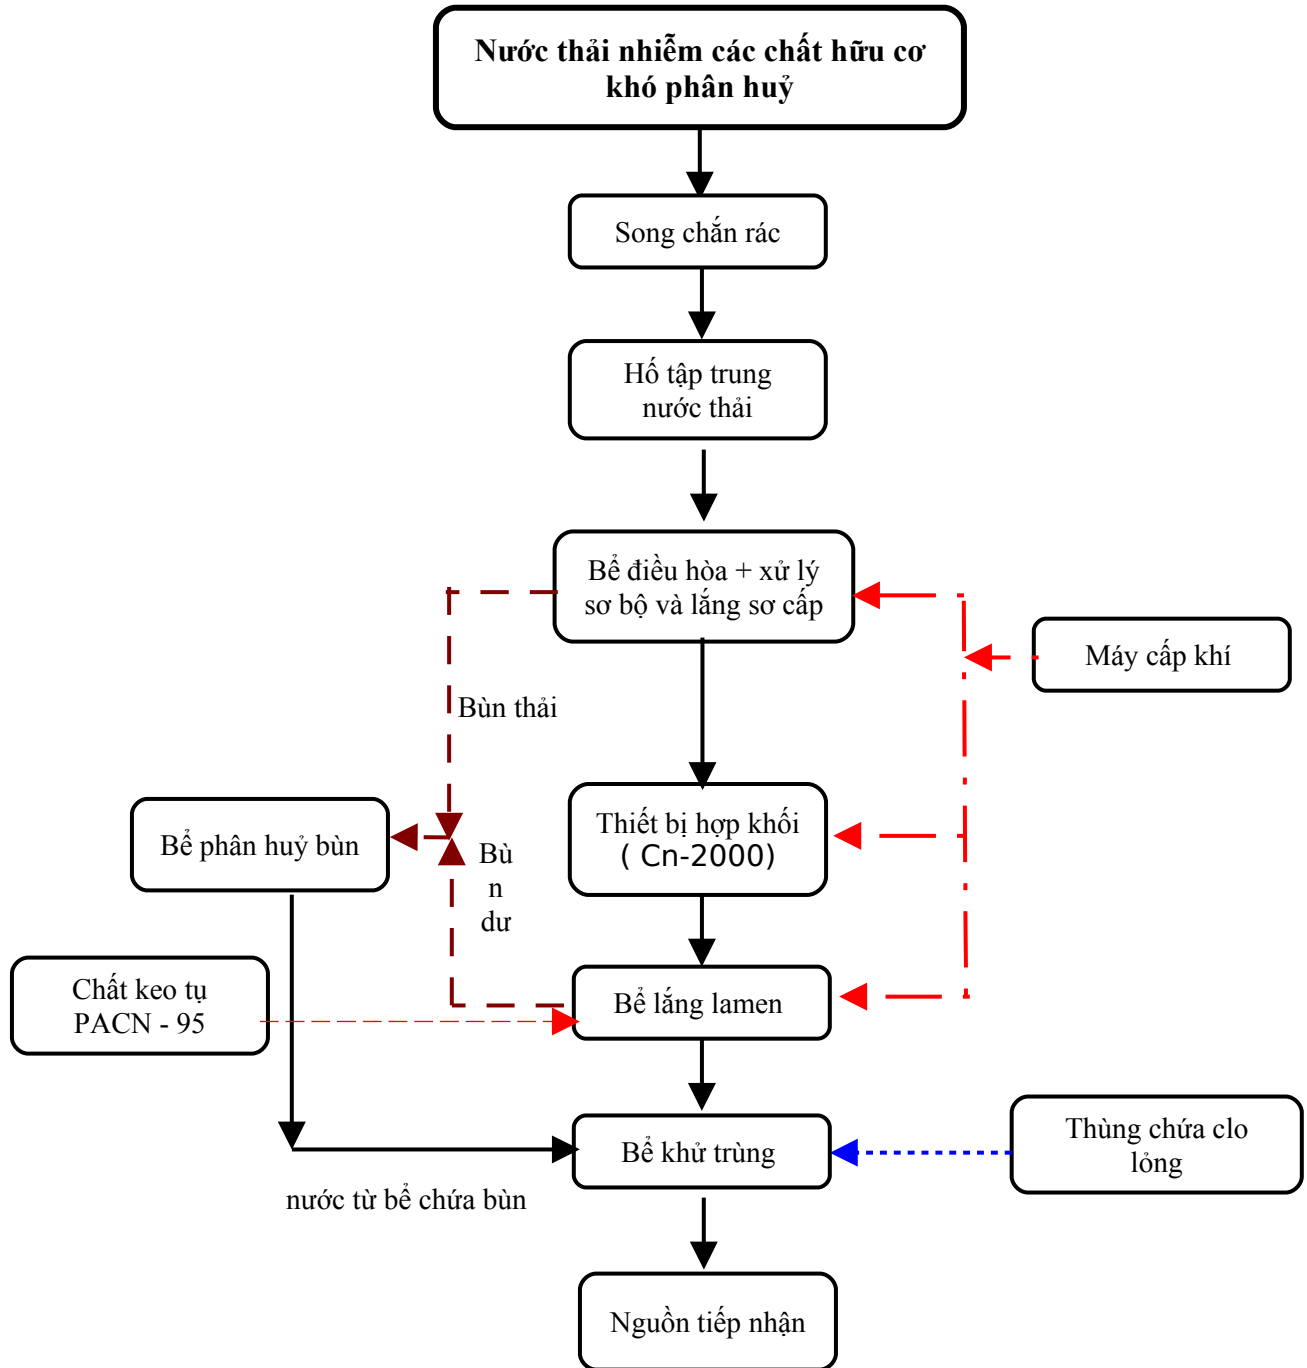 Nước thải nhiễm các chất hữu cơ
khó phân huỷ
Song chắn rác
Hố tập trung
nước thải
Bể điều hòa + xử lý
sơ bộ và lắng sơ cấp
Máy cấp khí
Bùn thải
Thiết bị hợp khối
( Cn-2000)
Bể phân huỷ bùn
Bù
n
dư
Chất keo tụ
PACN - 95
Bể lắng lamen
Bể khử trùng
Thùng chứa clo
lỏng
nước từ bể chứa bùn
Nguồn tiếp nhận